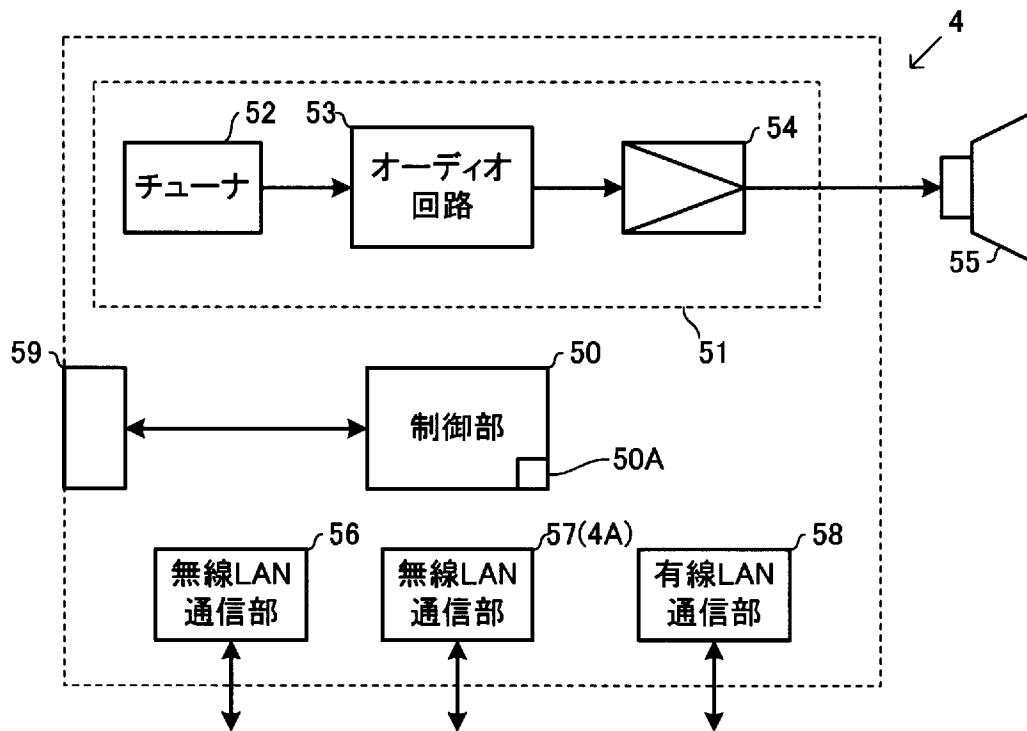 4
52
53
54
チューナ
オーディオ
回路
55
51
59
50
制御部
50A
56
57(4A)
58
無線LAN
通信部
無線LAN
通信部
有線LAN
通信部